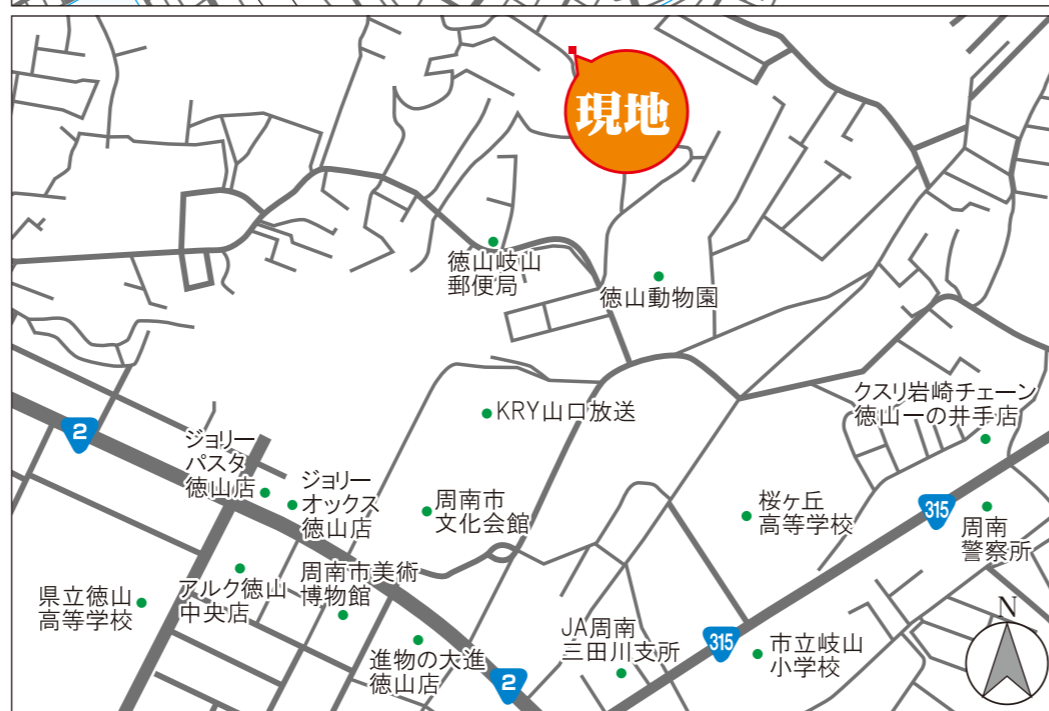 現地
徳山岐山
郵便局
徳山動物園
クスリ岩崎チェーン
徳山一の井手店
KRY山口放送
2
ジョリー
パスタ
徳山店
ジョリー
オックス
徳山店
周南市
文化会館
桜ヶ丘
高等学校
315
周南
警察所
県立徳山
高等学校
アルク徳山
中央店
周南市美術
博物館
進物の大進
徳山店
2
JA周南
三田川支所
315
市立岐山
小学校
N